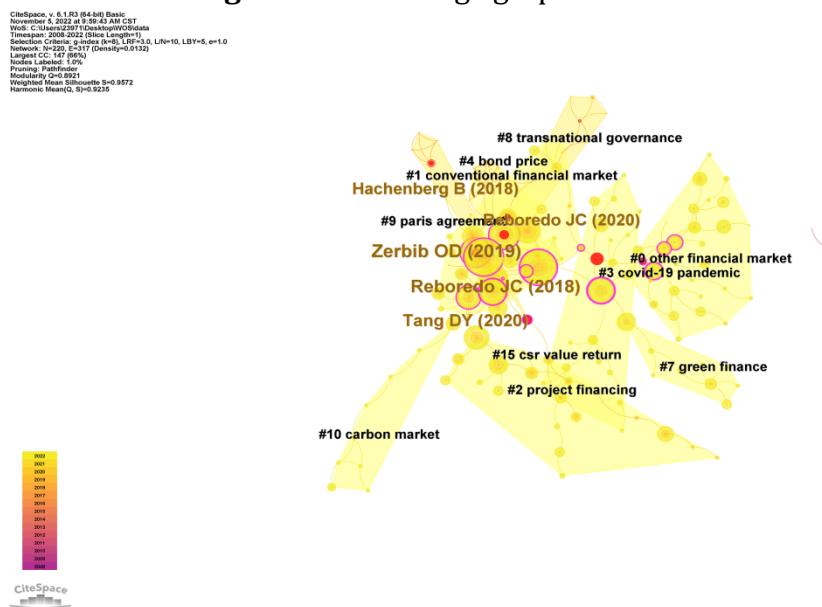 CiteSpace, v. 6.1.R3 (64-bit) Basic
November 5, 2022 at 9:59:43 AM CST
WoS: C:\Users\23971\Desktop\WOS\data
Timespan: 2008-2022 (Slice Length=1)
Selection Criteria: g-index (k=8), LRF=3.0, L/N=10, LBY=5, e=1.0
Network: N=220, E=317 (Density=0.0132)
Largest CC: 147 (66%)
Nodes Labeled: 1.0%
Pruning: Pathfinder
Modularity Q=0.8921
Weighted Mean Silhouette S=0.9572
Harmonic Mean(Q, S)=0.9235
#8 transnational governance
#4 bond price
#1 conventional financial market
Hachenberg B (2018)
#9 paris agreement
Reboredo JC (2020)
Zerbib OD (2019)
#0 other financial market
#3 covid-19 pandemic
Reboredo JC (2018)
Tang DY (2020)
#15 csr value return
#7 green finance
#2 project financing
#10 carbon market
2022
2021
2020
2019
2018
2017
2016
2015
2014
2013
2012
2011
2010
2009
2008
CiteSpace